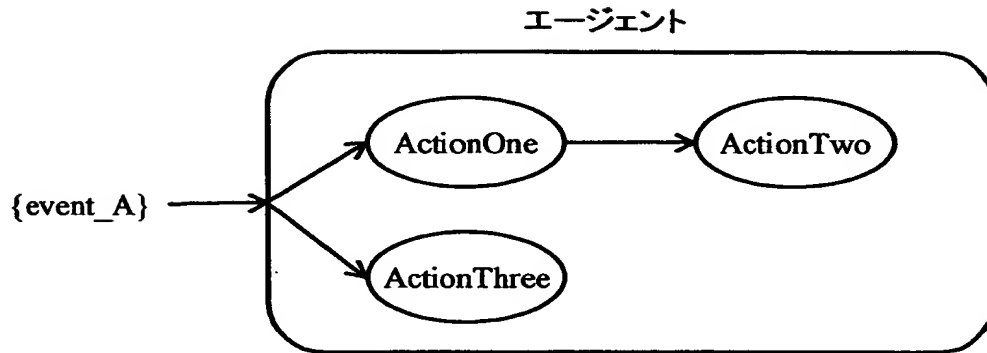 エージェント
ActionOne
ActionTwo
{event_A}
ActionThree